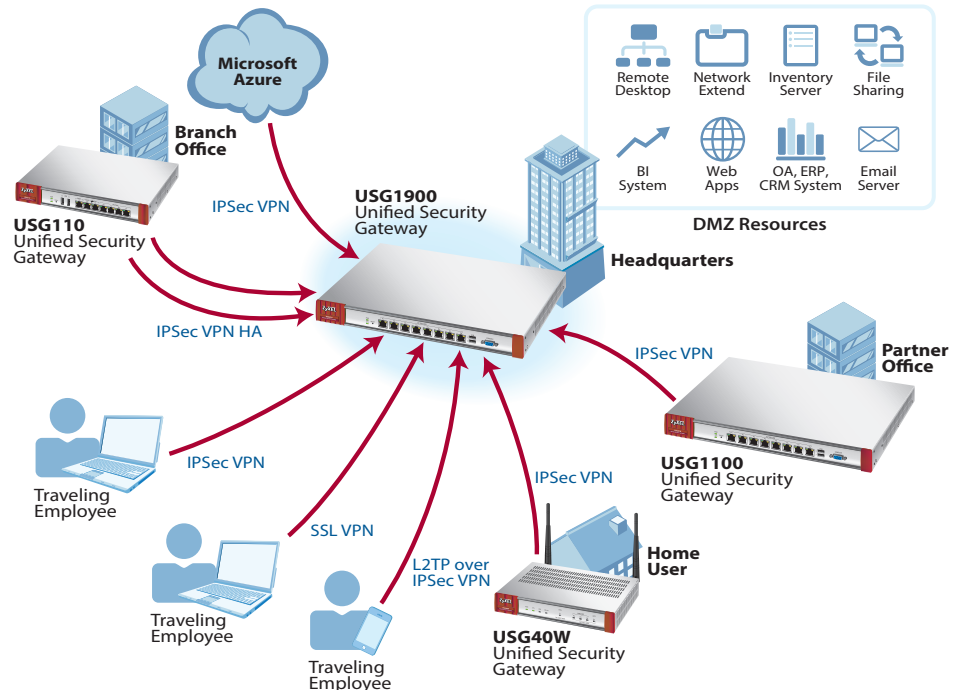 Microsoft
Azure
Branch
Office
USG110
Unified Security
Gateway
IPSec VPN
IPSec VPN HA
USG1900
Unified Security
Gateway
Headquarters
Remote
Desktop
Network
Extend
Inventory
Server
File
Sharing
BI
System
Web
Apps
OA, ERP,
CRM System
Email
Server
DMZ Resources
IPSec VPN
Partner
Office
USG1100
Unified Security
Gateway
Traveling
Employee
IPSec VPN
Traveling
Employee
SSL VPN
Traveling
Employee
L2TP over
IPSec VPN
IPSec VPN
Home
User
USG40W
Unified Security
Gateway
ZyXEL
ZyXEL
ZyXEL